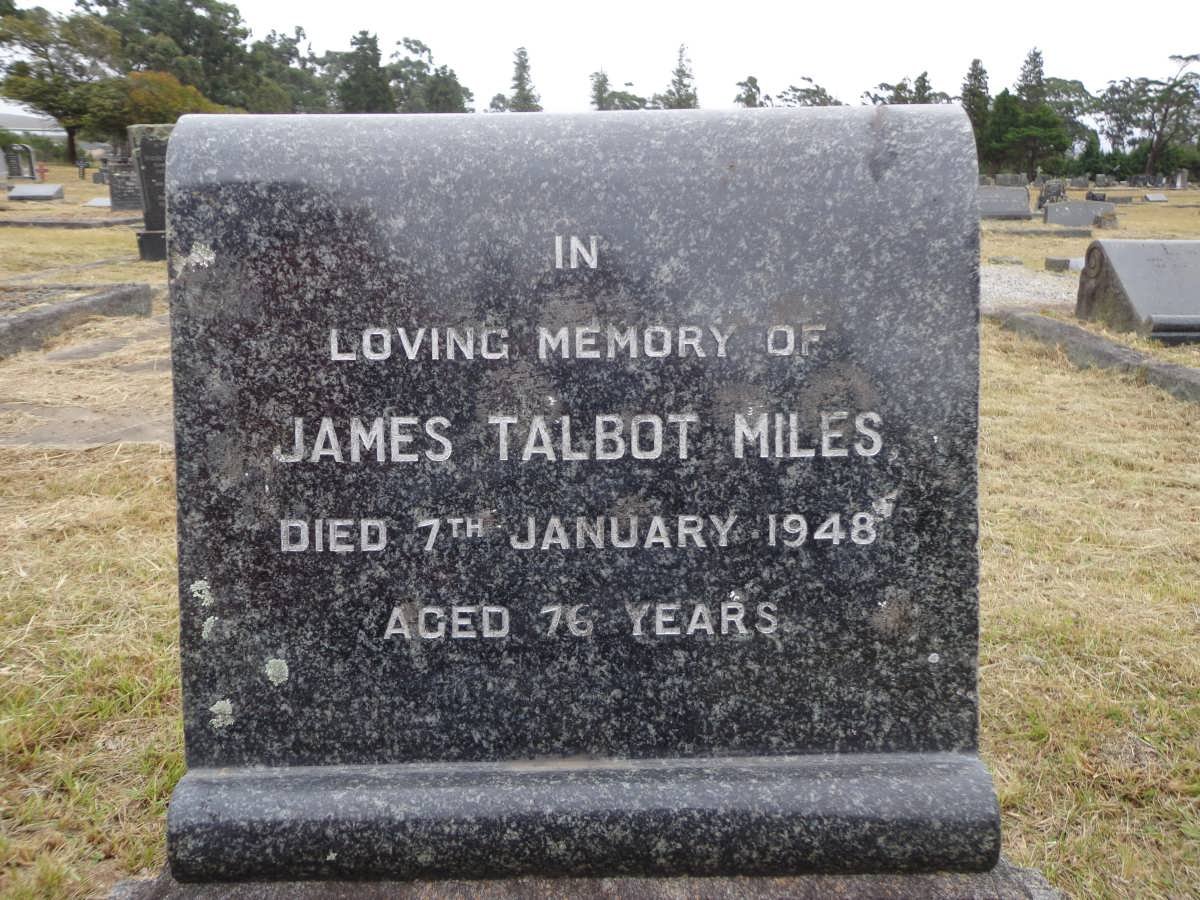 IN
LOVING MEMORY OF
JAMES TALBOT MILES
DIED 7TH JANUARY 1948
AGED 76 YEARS